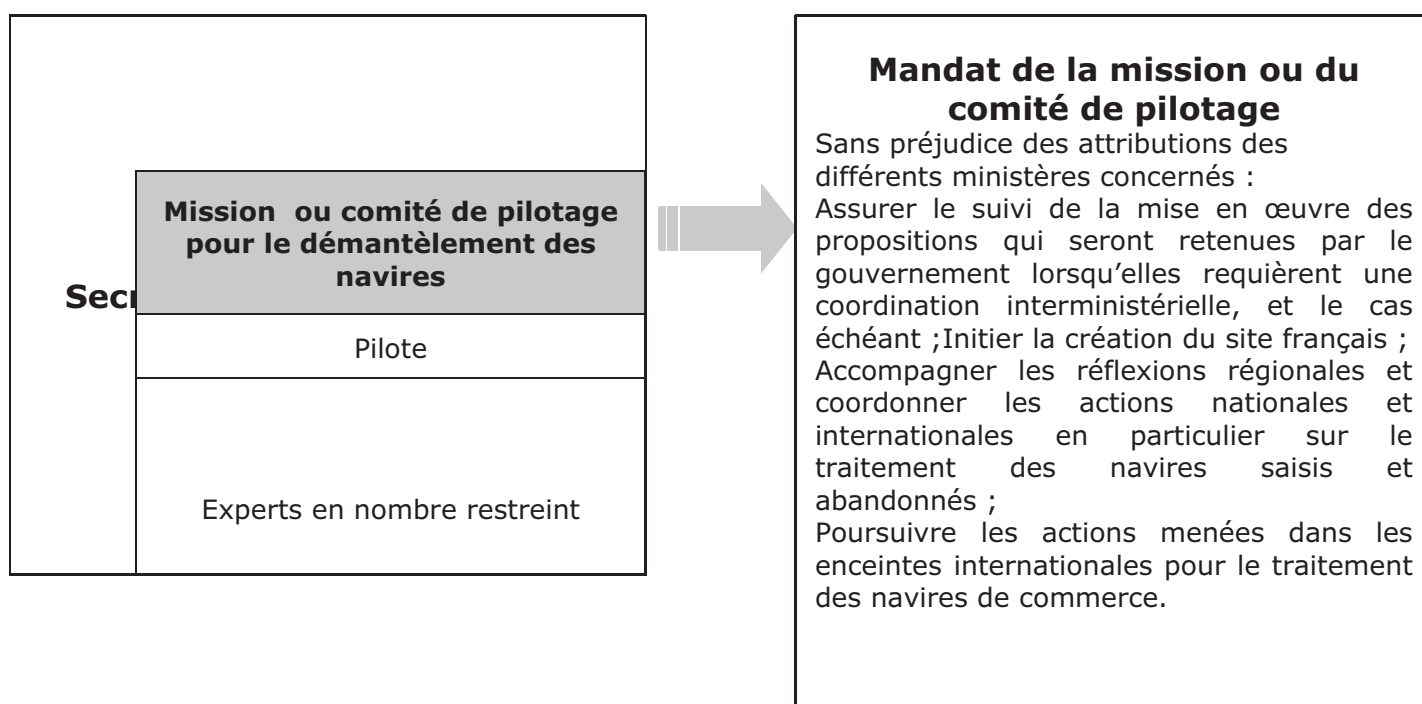 Mission ou comité de pilotage
pour le démantèlement des
navires
Pilote
Experts en nombre restreint
Mandat de la mission ou du
comité de pilotage
Sans préjudice des attributions des
différents ministères concernés :
Assurer le suivi de la mise en œuvre des
propositions qui seront retenues par le
gouvernement lorsqu'elles requièrent une
coordination interministérielle, et le cas
échéant ;Initier la création du site français ;
Accompagner les réflexions régionales et
coordonner les actions nationales et
internationales en particulier sur le
traitement des navires saisis et
abandonnés ;
Poursuivre les actions menées dans les
enceintes internationales pour le traitement
des navires de commerce.